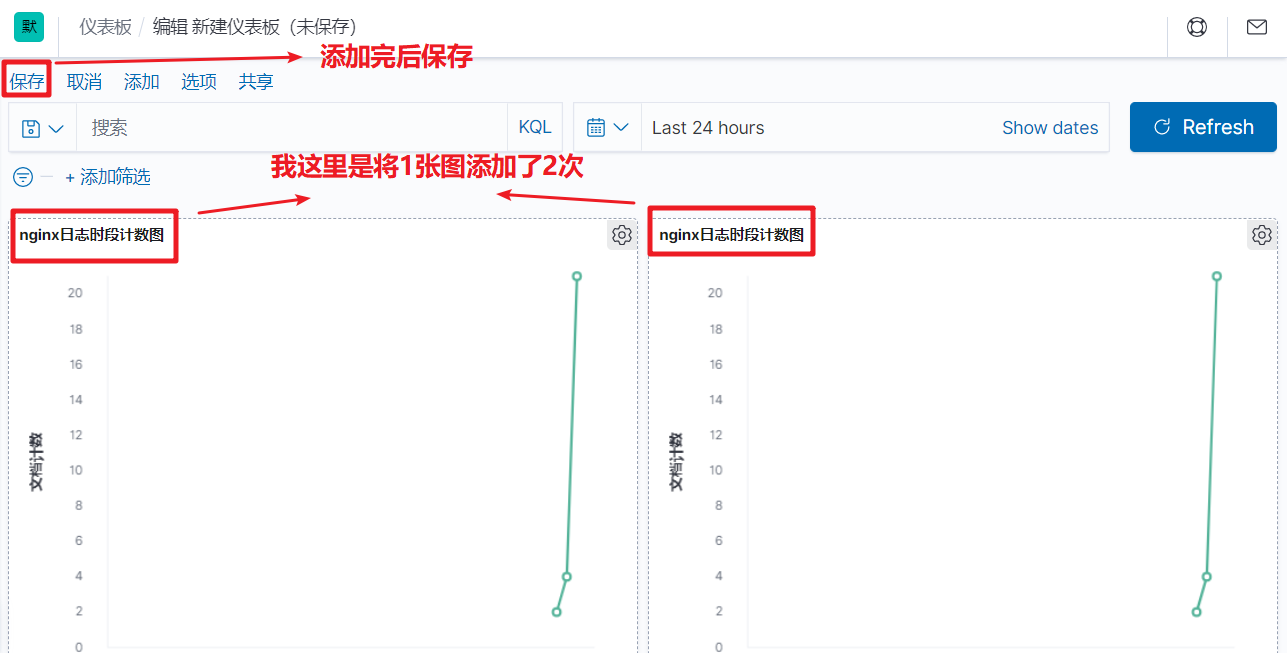 默 仪表板 / 编辑 新建仪表板（未保存）
添加完后保存
保存 取消 添加 选项 共享
搜索 KQL Last 24 hours Show dates Refresh
我这里是将1张图添加了2次
+ 添加筛选
nginx日志时段计数图
20
18
16
14
12
10
8
6
4
2
0
文档计数
nginx日志时段计数图
20
18
16
14
12
10
8
6
4
2
0
文档计数